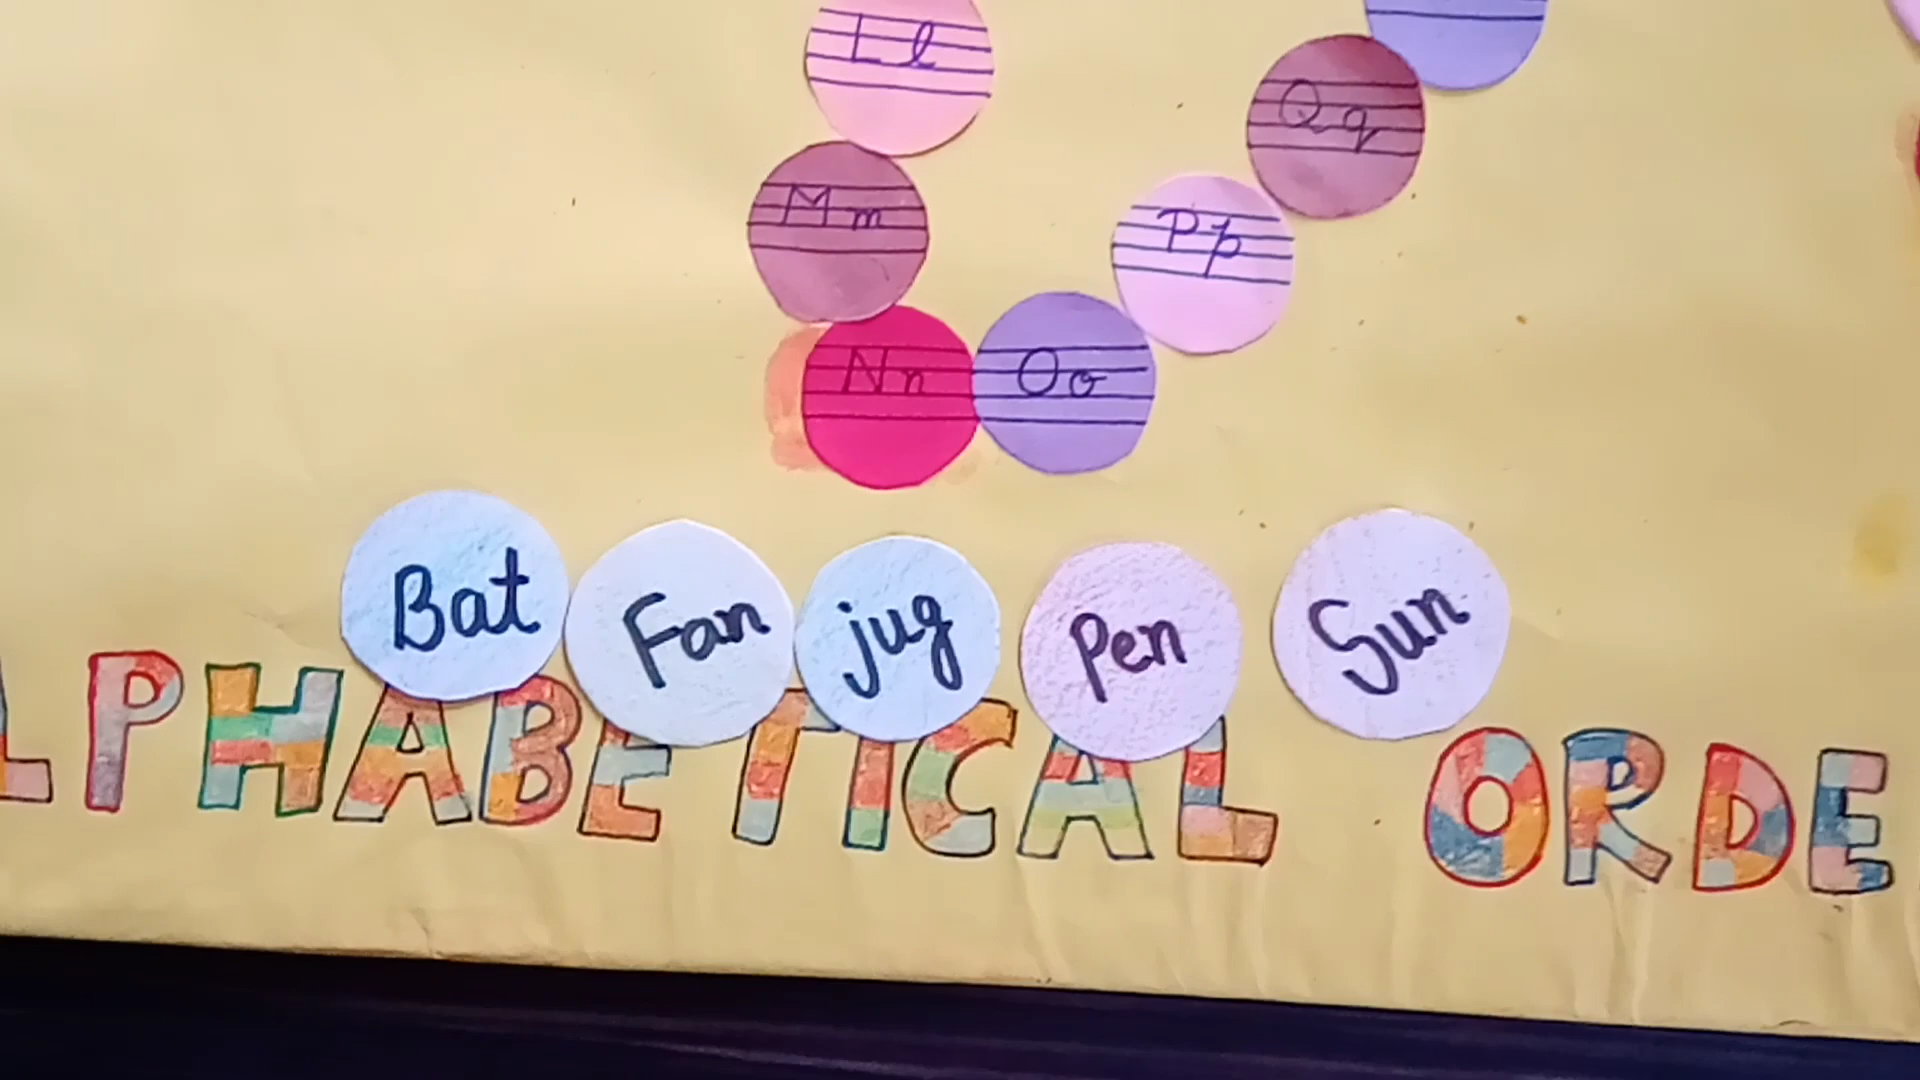 Ll
Qq
Mm
Pp
Nn Oo
Bat Fan jug Pen Sun
LPHABETICAL ORDE